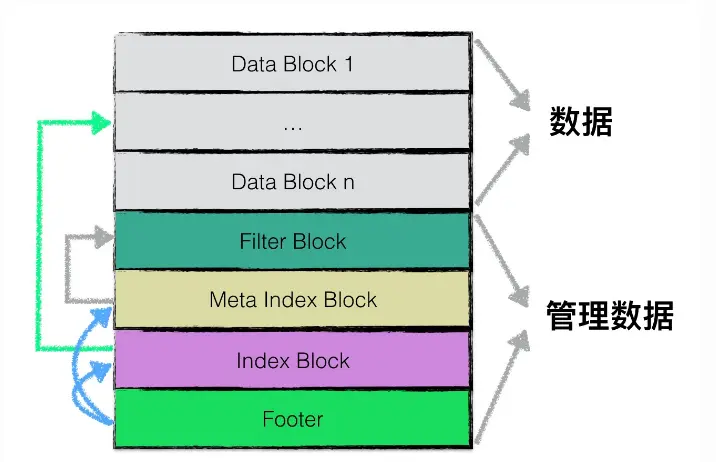 Data Block 1
...
数据
Data Block n
Filter Block
Meta Index Block
管理数据
Index Block
Footer